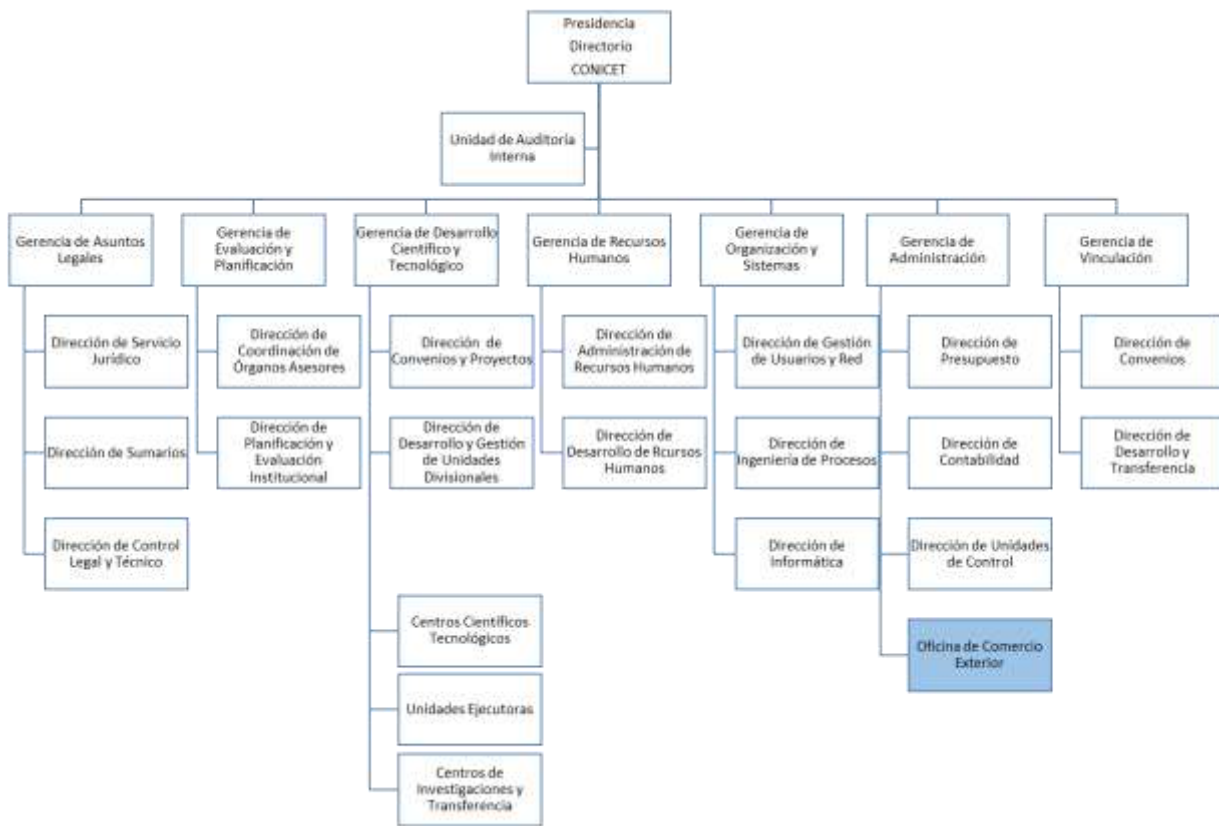 Presidencia
Directorio
CONICET
Unidad de Auditoría
Interna
Gerencia de Asuntos
Legales
Gerencia de
Evaluación y
Planificación
Gerencia de Desarrollo
Científico y
Tecnológico
Gerencia de Recursos
Humanos
Gerencia de
Organización y
Sistemas
Gerencia de
Administración
Gerencia de
Vinculación
Dirección de Servicio
Jurídico
Dirección de
Coordinación de
Órganos Asesores
Dirección de
Convenios y Proyectos
Dirección de
Administración de
Recursos Humanos
Dirección de Gestión
de Usuarios y Red
Dirección de
Presupuesto
Dirección de
Convenios
Dirección de Sumarios
Dirección de
Planificación y
Evaluación
Institucional
Dirección de
Desarrollo y Gestión
de Unidades
Divisionales
Dirección de
Desarrollo de Rcursos
Humanos
Dirección de
Ingeniería de Procesos
Dirección de
Contabilidad
Dirección de
Desarrollo y
Transferencia
Dirección de Control
Legal y Técnico
Dirección de
Informática
Dirección de Unidades
de Control
Centros Científicos
Tecnológicos
Oficina de Comercio
Exterior
Unidades Ejecutoras
Centros de
Investigaciones y
Transferencia